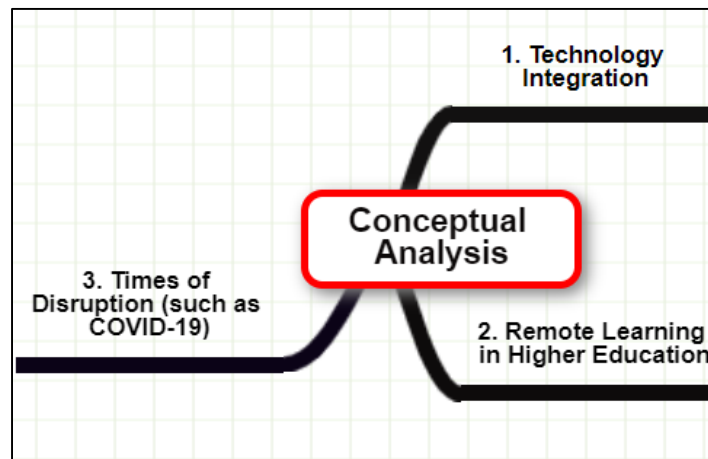 1. Technology
Integration
Conceptual
Analysis
3. Times of
Disruption (such as
COVID-19)
2. Remote Learning
in Higher Education